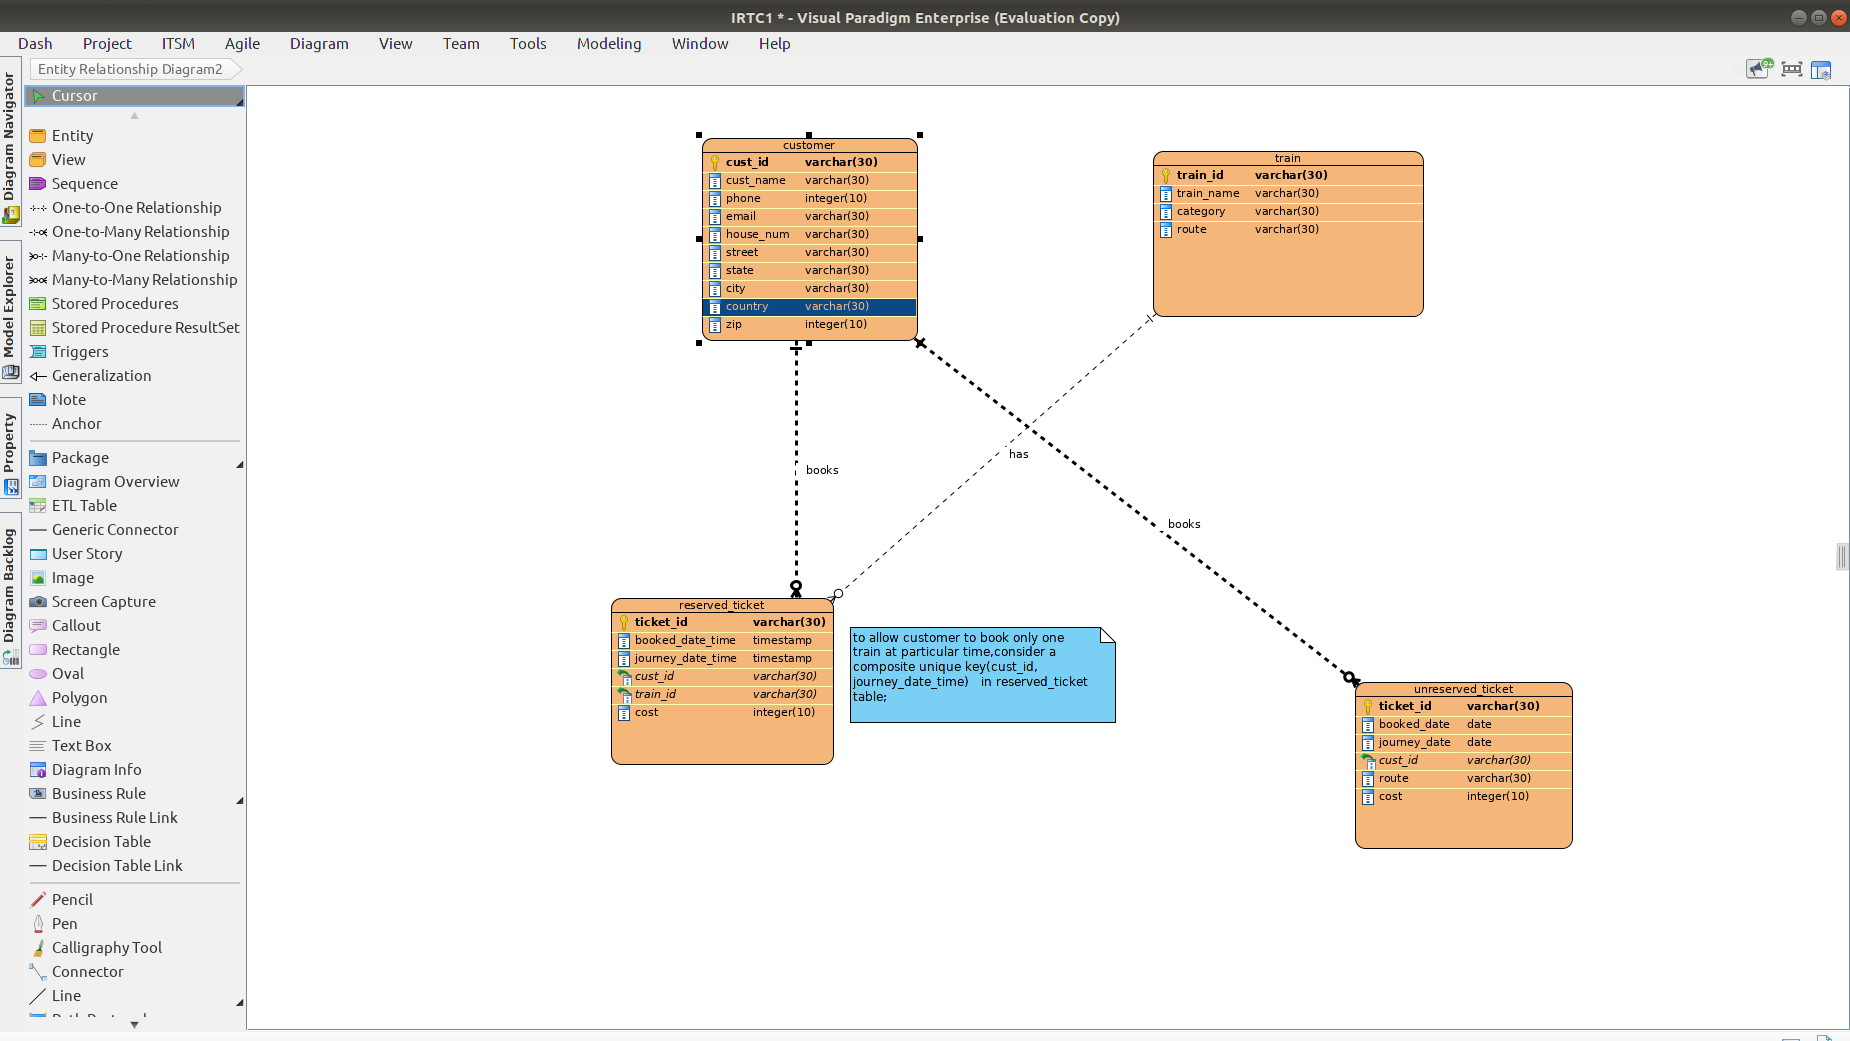 IRTC1 * - Visual Paradigm Enterprise (Evaluation Copy)
Dash Project ITSM Agile Diagram View Team Tools Modeling Window Help
Entity Relationship Diagram2
9+
Diagram Navigator
Model Explorer
Property
Diagram Backlog
Cursor
Entity
View
Sequence
One-to-One Relationship
One-to-Many Relationship
Many-to-One Relationship
Many-to-Many Relationship
Stored Procedures
Stored Procedure ResultSet
Triggers
Generalization
Note
Anchor
Package
Diagram Overview
ETL Table
Generic Connector
User Story
Image
Screen Capture
Callout
Rectangle
Oval
Polygon
Line
Text Box
Diagram Info
Business Rule
Business Rule Link
Decision Table
Decision Table Link
Pencil
Pen
Calligraphy Tool
Connector
Line
customer
cust_id varchar(30)
cust_name varchar(30)
phone integer(10)
email varchar(30)
house_num varchar(30)
street varchar(30)
state varchar(30)
city varchar(30)
country varchar(30)
zip integer(10)
train
train_id varchar(30)
train_name varchar(30)
category varchar(30)
route varchar(30)
has
books
books
reserved_ticket
ticket_id varchar(30)
booked_date_time timestamp
journey_date_time timestamp
cust_id varchar(30)
train_id varchar(30)
cost integer(10)
to allow customer to book only one
train at particular time,consider a
composite unique key(cust_id,
journey_date_time) in reserved_ticket
table;
unreserved_ticket
ticket_id varchar(30)
booked_date date
journey_date date
cust_id varchar(30)
route varchar(30)
cost integer(10)